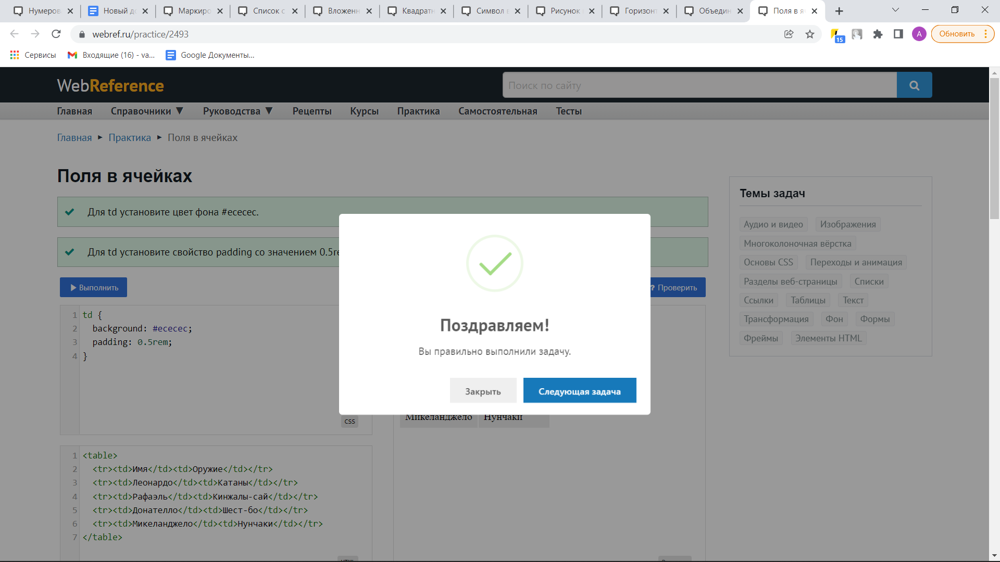 Нумеров
Новый до
Маркиро
Список с
Вложенн
Квадратн
Символ в
Рисунок
Горизонт
Объедин
Поля в я
webref.ru/practice/2493
15
A
Обновить
Сервисы
Входящие (16) - va...
Google Документы...
WebReference
Поиск по сайту
Главная
Справочники ▼
Руководства ▼
Рецепты
Курсы
Практика
Самостоятельная
Тесты
Главная ▸ Практика ▸ Поля в ячейках
Поля в ячейках
Для td установите цвет фона #ececec.
Для td установите свойство padding со значением 0.5re
Выполнить
? Проверить
1 td {
2 background: #ececec;
3 padding: 0.5rem;
4 }
css
Поздравляем!
Вы правильно выполнили задачу.
Закрыть
Следующая задача
Микеланджело Нунчаки
1 <table>
2 <tr><td>Имя</td><td>Оружие</td></tr>
3 <tr><td>Леонардо</td><td>Катаны</td></tr>
4 <tr><td>Рафаэль</td><td>Кинжалы-сай</td></tr>
5 <tr><td>Донателло</td><td>Шест-бо</td></tr>
6 <tr><td>Микеланджело</td><td>Нунчаки</td></tr>
7 </table>
Темы задач
Аудио и видео Изображения
Многоколоночная вёрстка
Основы CSS Переходы и анимация
Разделы веб-страницы Списки
Ссылки Таблицы Текст
Трансформация Фон Формы
Фреймы Элементы HTML